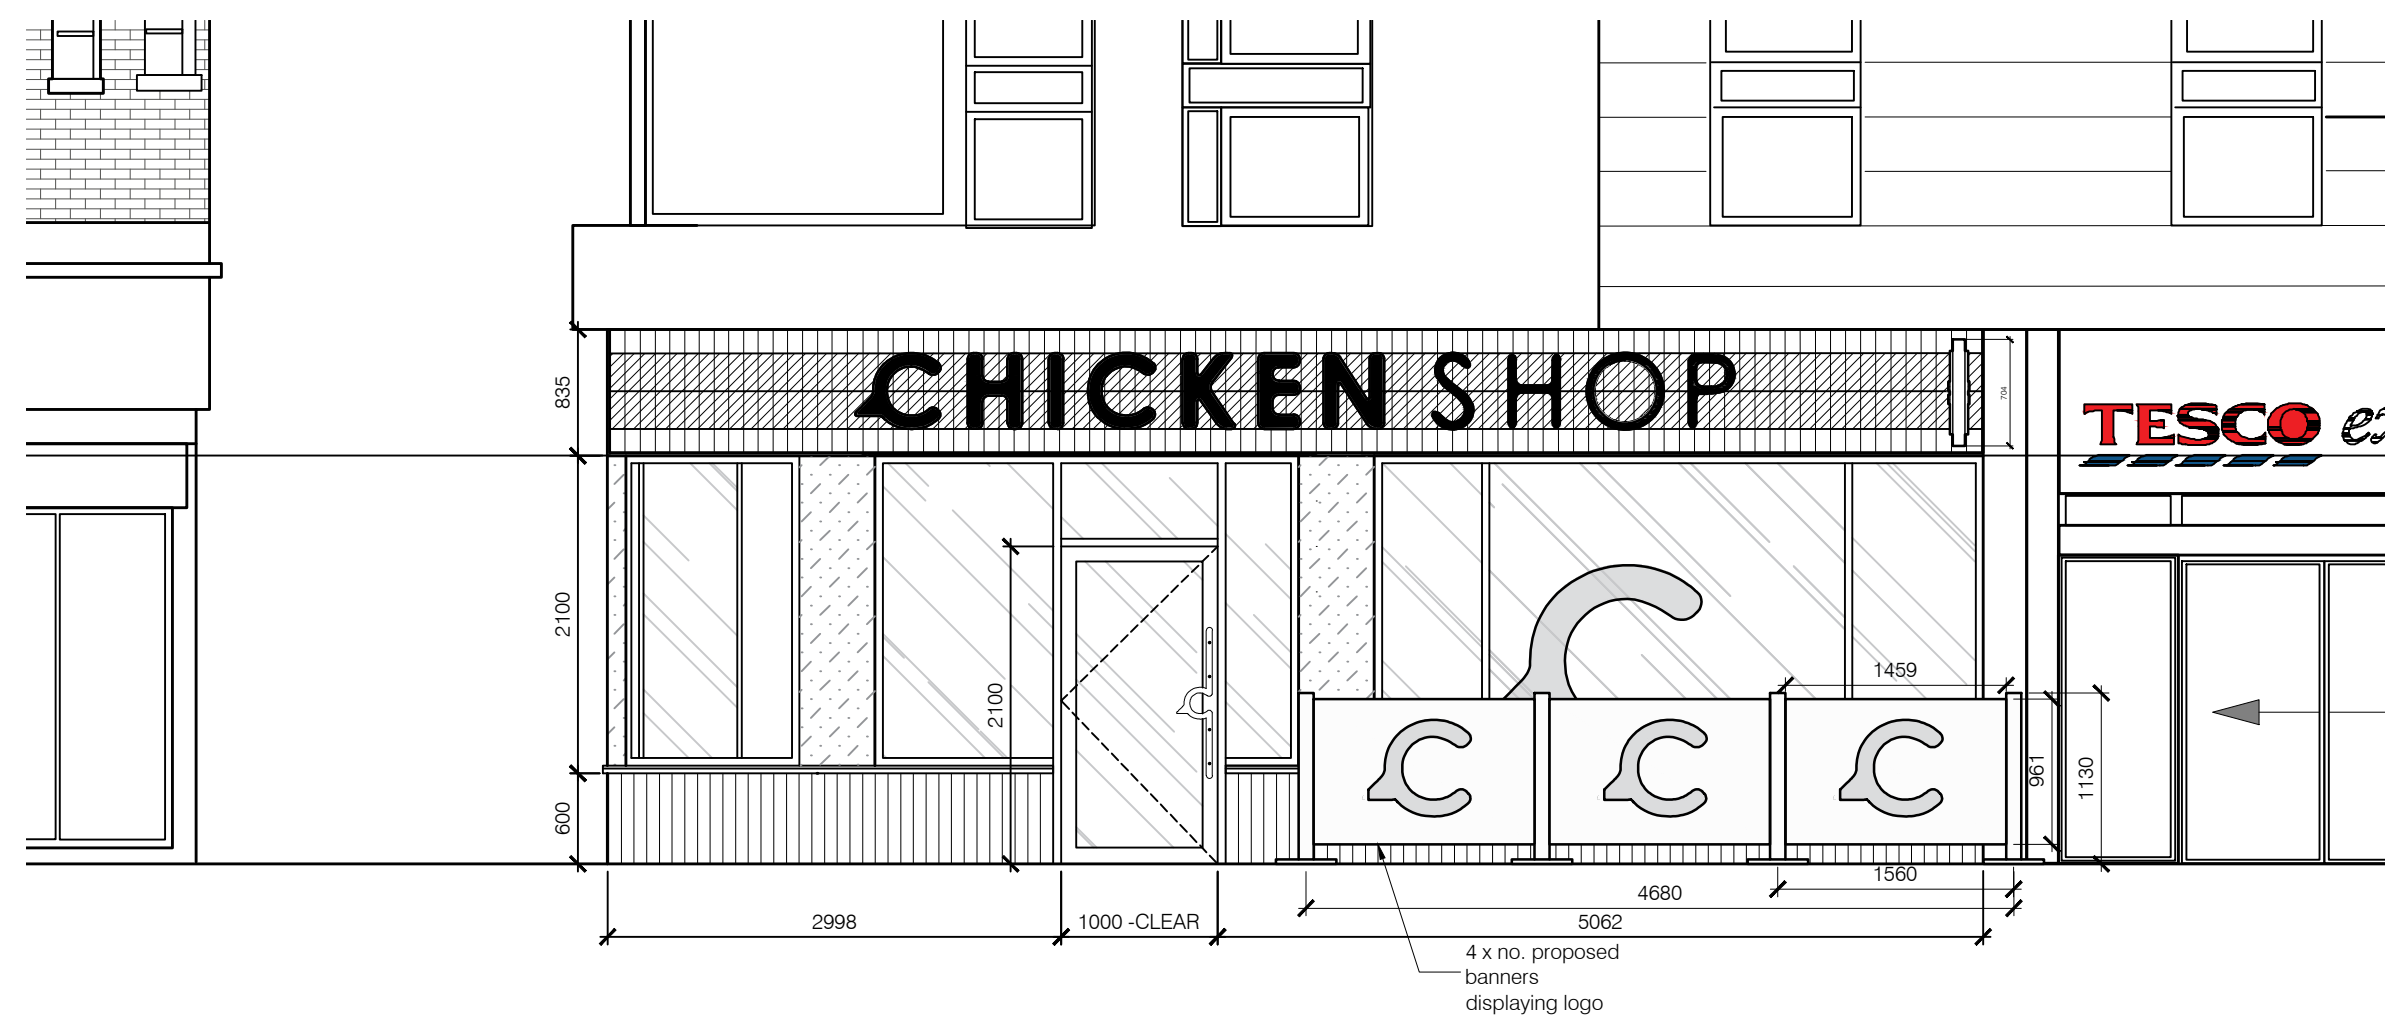 CHICKEN SHOP
704
835
TESCO
2100
2100
1459
961
1130
600
1560
4680
2998
1000 -CLEAR
5062
4 x no. proposed
banners
displaying logo